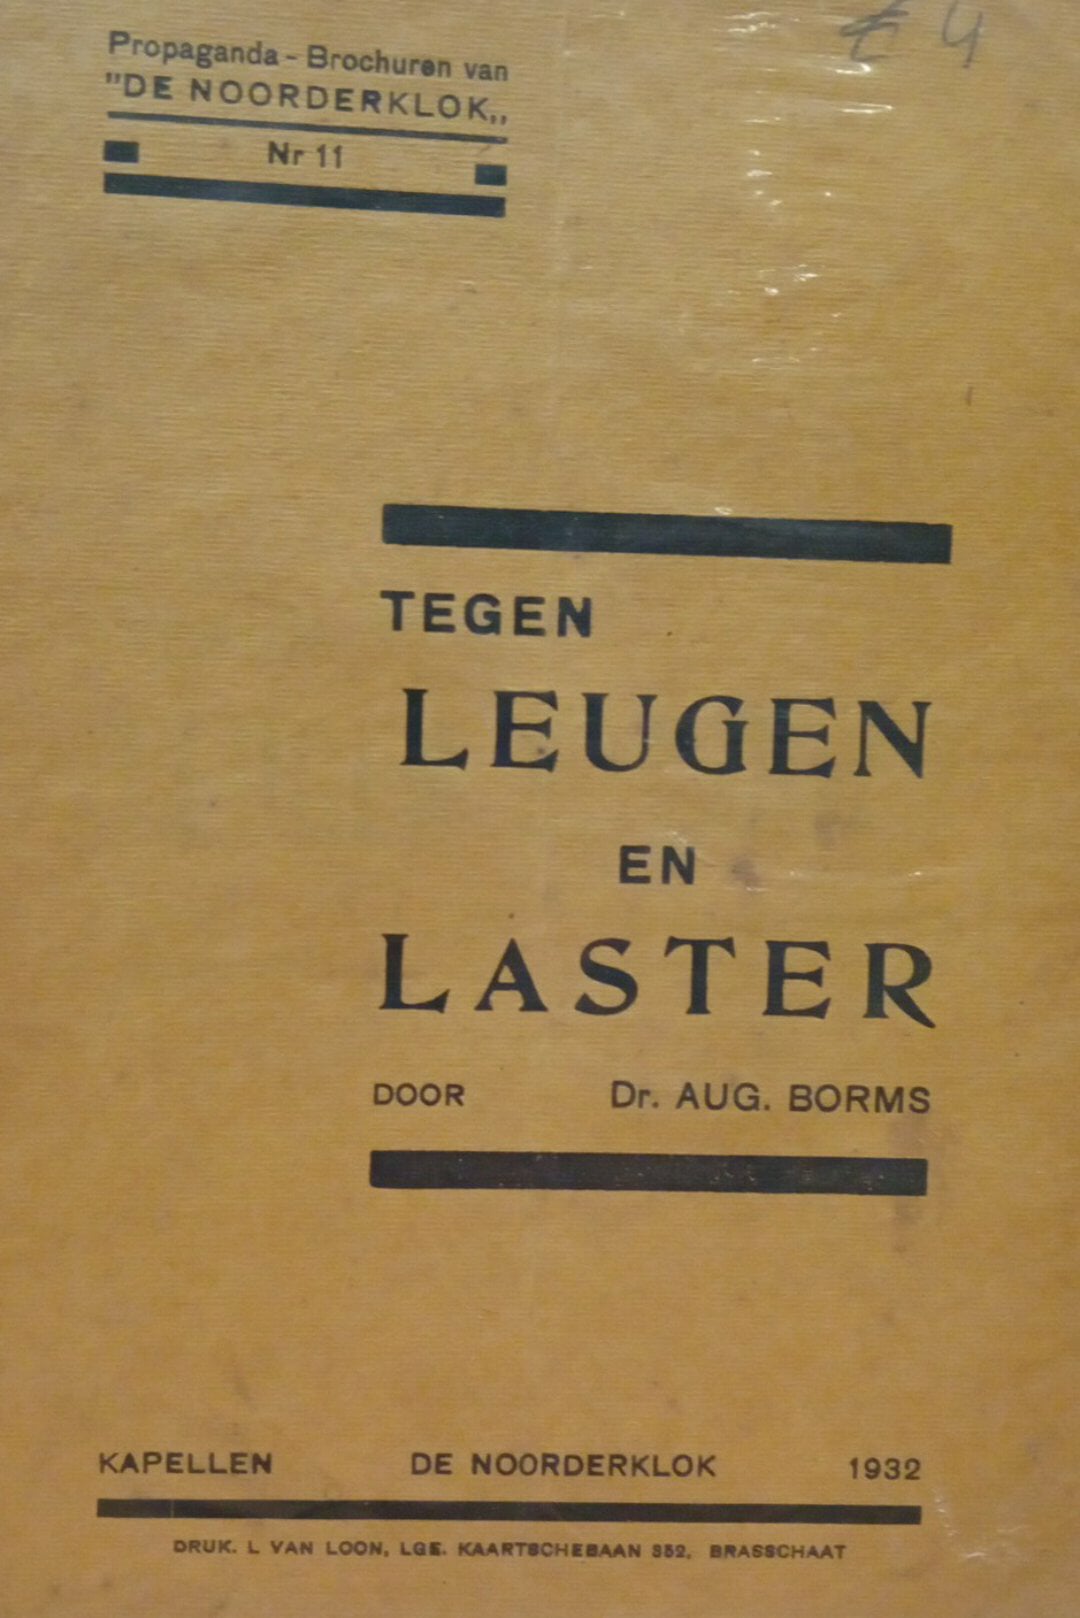 € 4
Propaganda - Brochuren van
"DE NOORDERKLOK,,
Nr 11
TEGEN
LEUGEN
EN
LASTER
DOOR Dr. AUG. BORMS
KAPELLEN DE NOORDERKLOK 1932
DRUK. L VAN LOON, LGE. KAARTSCHEBAAN 352, BRASSCHAAT